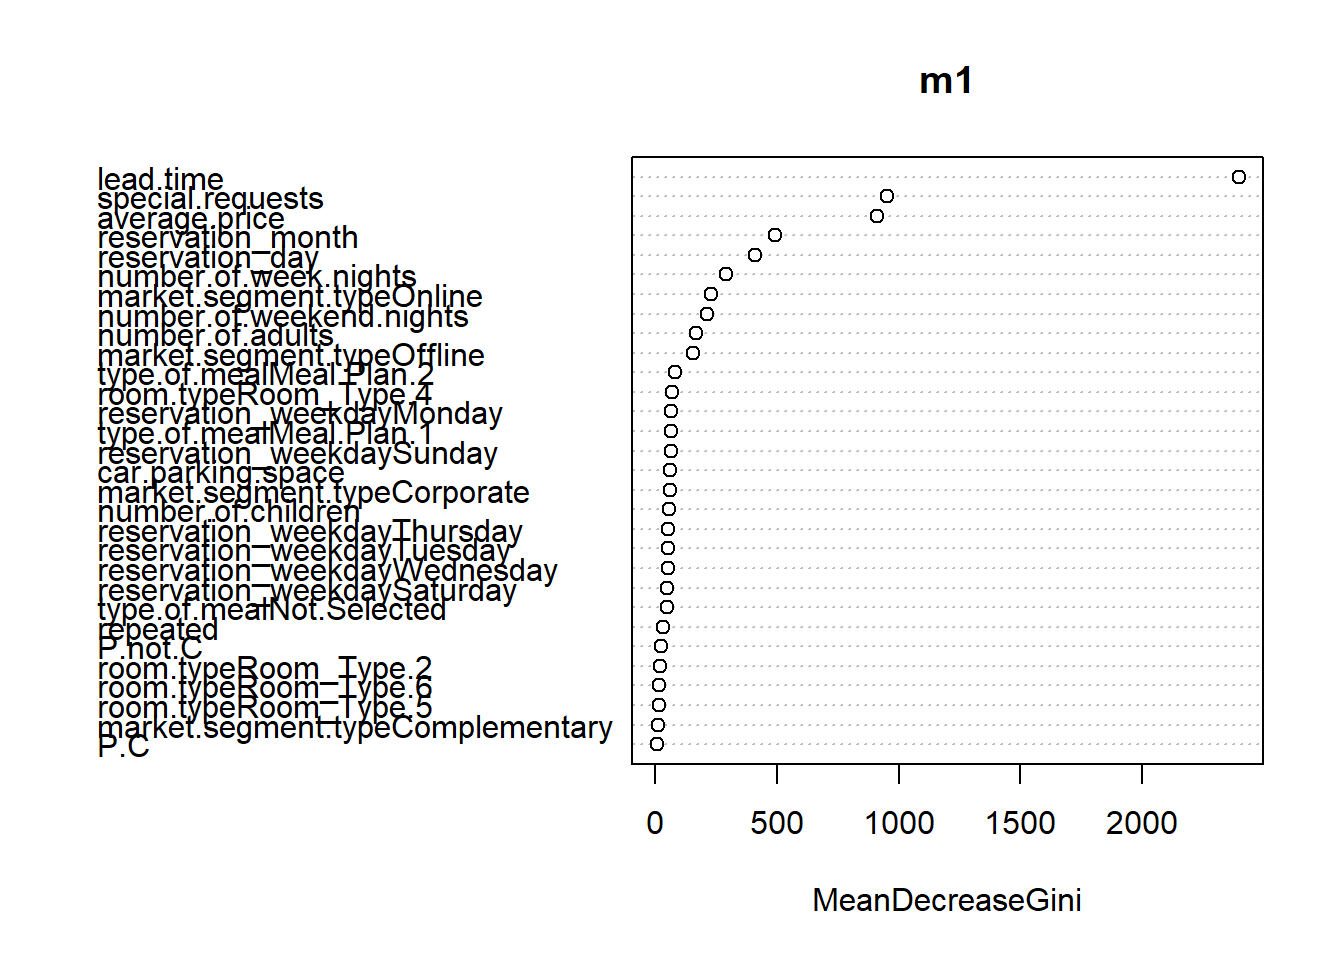 m1
lead.time
special.requests
average.price
reservation_month
reservation_day
number.of.week.nights
market.segment.typeOnline
number.of.weekend.nights
number.of.adults
market.segment.typeOffline
type.of.mealMeal.Plan.2
room.typeRoom_Type.4
reservation_weekdayMonday
type.of.mealMeal.Plan.1
reservation_weekdaySunday
car.parking.space
market.segment.typeCorporate
number.of.children
reservation_weekdayThursday
reservation_weekdayTuesday
reservation_weekdayWednesday
reservation_weekdaySaturday
type.of.mealNot.Selected
repeated
P.not.C
room.typeRoom_Type.2
room.typeRoom_Type.6
room.typeRoom_Type.5
market.segment.typeComplementary
P.C
0 500 1000 1500 2000
MeanDecreaseGini